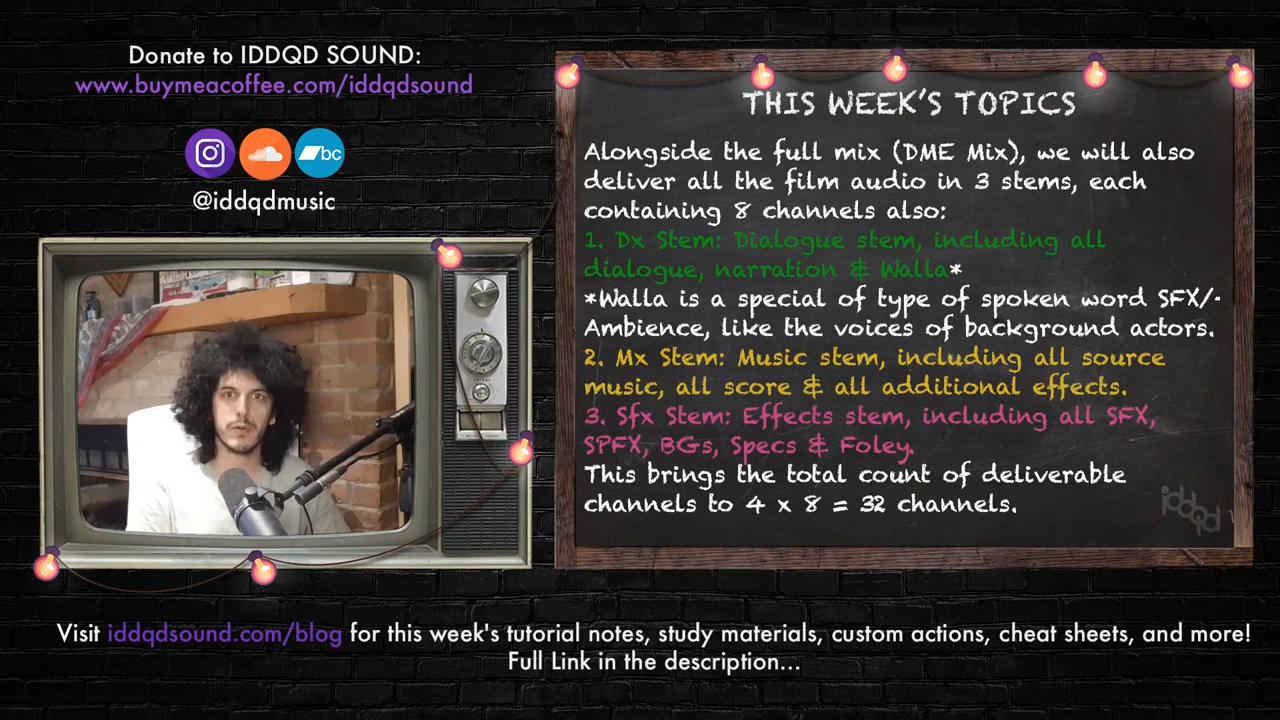 Donate to IDDQD SOUND:
www.buymeacoffee.com/iddqdsound
bc
@iddqdmusic
THIS WEEK'S TOPICS
Alongside the full mix (DME Mix), we will also
deliver all the film audio in 3 stems, each
containing 8 channels also:
1. Dx Stem: Dialogue stem, including all
dialogue, narration & Walla*
*Walla is a special of type of spoken word SFX/
Ambience, like the voices of background actors.
2. Mx Stem: Music stem, including all source
music, all score & all additional effects.
3. Sfx Stem: Effects stem, including all SFX,
SPFX, BGs, Specs & Foley.
This brings the total count of deliverable
channels to 4 x 8 = 32 channels.
iddqd
Visit iddqdsound.com/blog for this week's tutorial notes, study materials, custom actions, cheat sheets, and more!
Full Link in the description...